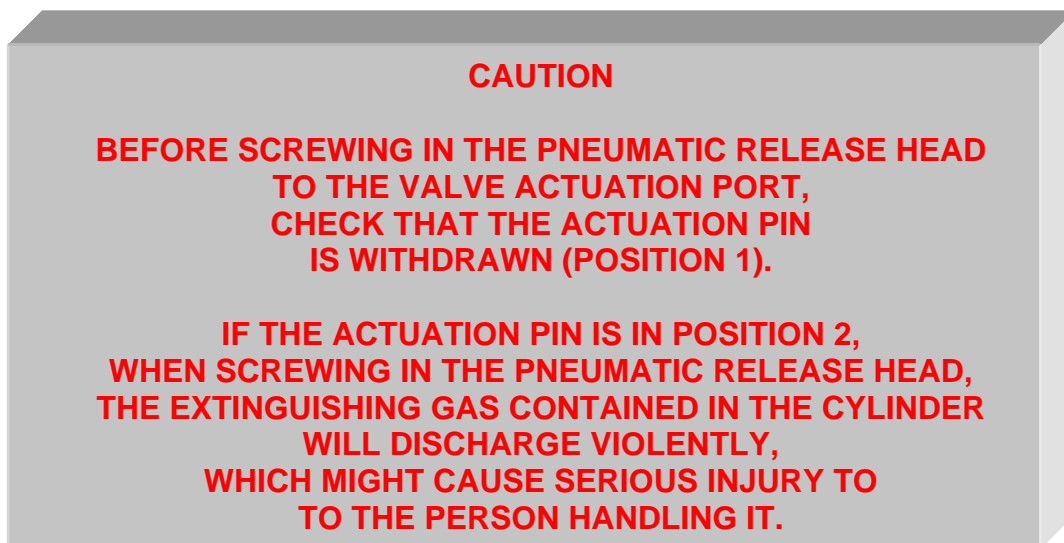 CAUTION
BEFORE SCREWING IN THE PNEUMATIC RELEASE HEAD
TO THE VALVE ACTUATION PORT,
CHECK THAT THE ACTUATION PIN
IS WITHDRAWN (POSITION 1).
IF THE ACTUATION PIN IS IN POSITION 2,
WHEN SCREWING IN THE PNEUMATIC RELEASE HEAD,
THE EXTINGUISHING GAS CONTAINED IN THE CYLINDER
WILL DISCHARGE VIOLENTLY,
WHICH MIGHT CAUSE SERIOUS INJURY TO
TO THE PERSON HANDLING IT.